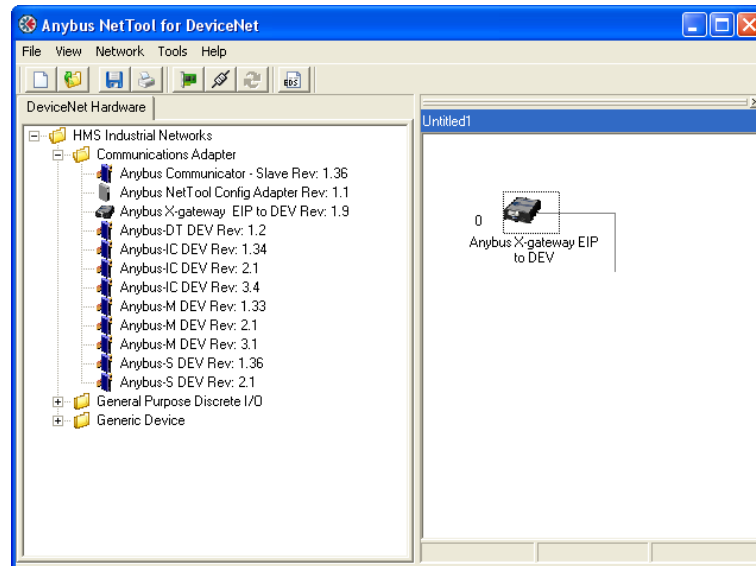 Anybus NetTool for DeviceNet
File View Network Tools Help
EDS
DeviceNet Hardware
Untitled1
HMS Industrial Networks
Communications Adapter
Anybus Communicator - Slave Rev: 1.36
Anybus NetTool Config Adapter Rev: 1.1
Anybus X-gateway EIP to DEV Rev: 1.9
Anybus-DT DEV Rev: 1.2
Anybus-IC DEV Rev: 1.34
Anybus-IC DEV Rev: 2.1
Anybus-IC DEV Rev: 3.4
Anybus-M DEV Rev: 1.33
Anybus-M DEV Rev: 2.1
Anybus-M DEV Rev: 3.1
Anybus-S DEV Rev: 1.36
Anybus-S DEV Rev: 2.1
General Purpose Discrete I/O
Generic Device
0
Anybus X-gateway EIP
to DEV